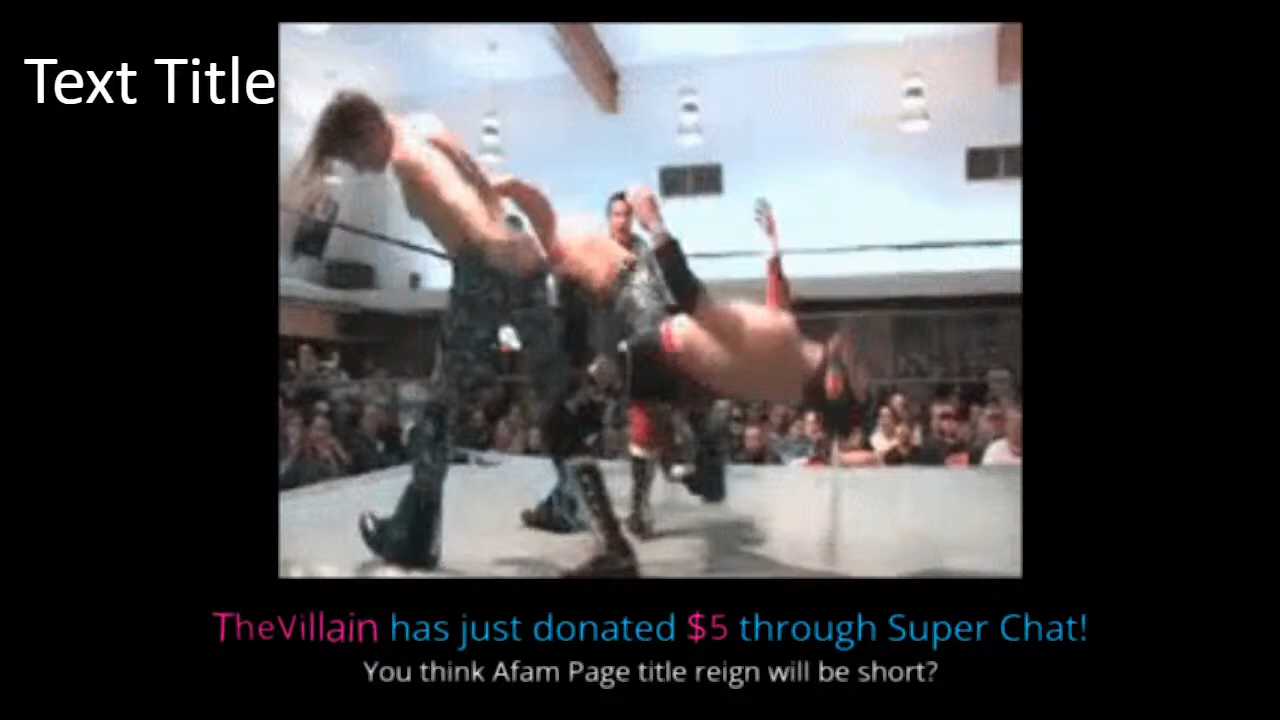 Text Title
TheVillain has just donated $5 through Super Chat!
You think Afam Page title reign will be short?